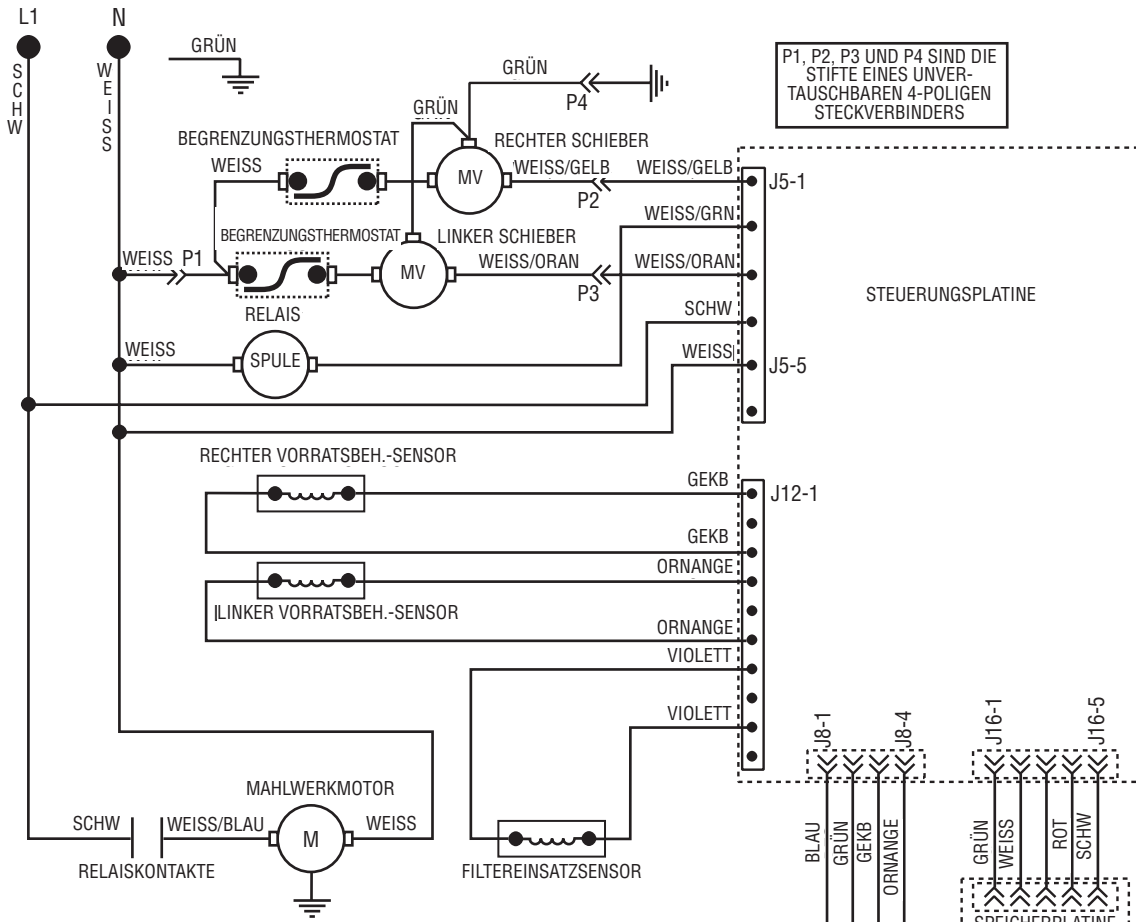 L1
N
SCHW
WEISS
GRÜN
GRÜN
P4
GRÜN
P1, P2, P3 UND P4 SIND DIE
STIFTE EINES UNVER-
TAUSCHBAREN 4-POLIGEN
STECKVERBINDERS
BEGRENZUNGSTHERMOSTAT
RECHTER SCHIEBER
WEISS
MV
WEISS/GELB
WEISS/GELB
J5-1
P2
WEISS/GRN
BEGRENZUNGSTHERMOSTAT
LINKER SCHIEBER
WEISS
P1
MV
WEISS/ORAN
WEISS/ORAN
P3
STEUERUNGSPLATINE
RELAIS
SCHW
WEISS
SPULE
WEISS
J5-5
RECHTER VORRATSBEH.-SENSOR
GEKB
J12-1
GEKB
ORNANGE
LINKER VORRATSBEH.-SENSOR
ORNANGE
VIOLETT
VIOLETT
J8-1
J8-4
J16-1
J16-5
MAHLWERKMOTOR
SCHW
WEISS/BLAU
M
WEISS
RELAISKONTAKTE
FILTEREINSATZSENSOR
BLAU
GRÜN
GEKB
ORNANGE
GRÜN
WEISS
ROT
SCHW
SPEICHERPLATINE